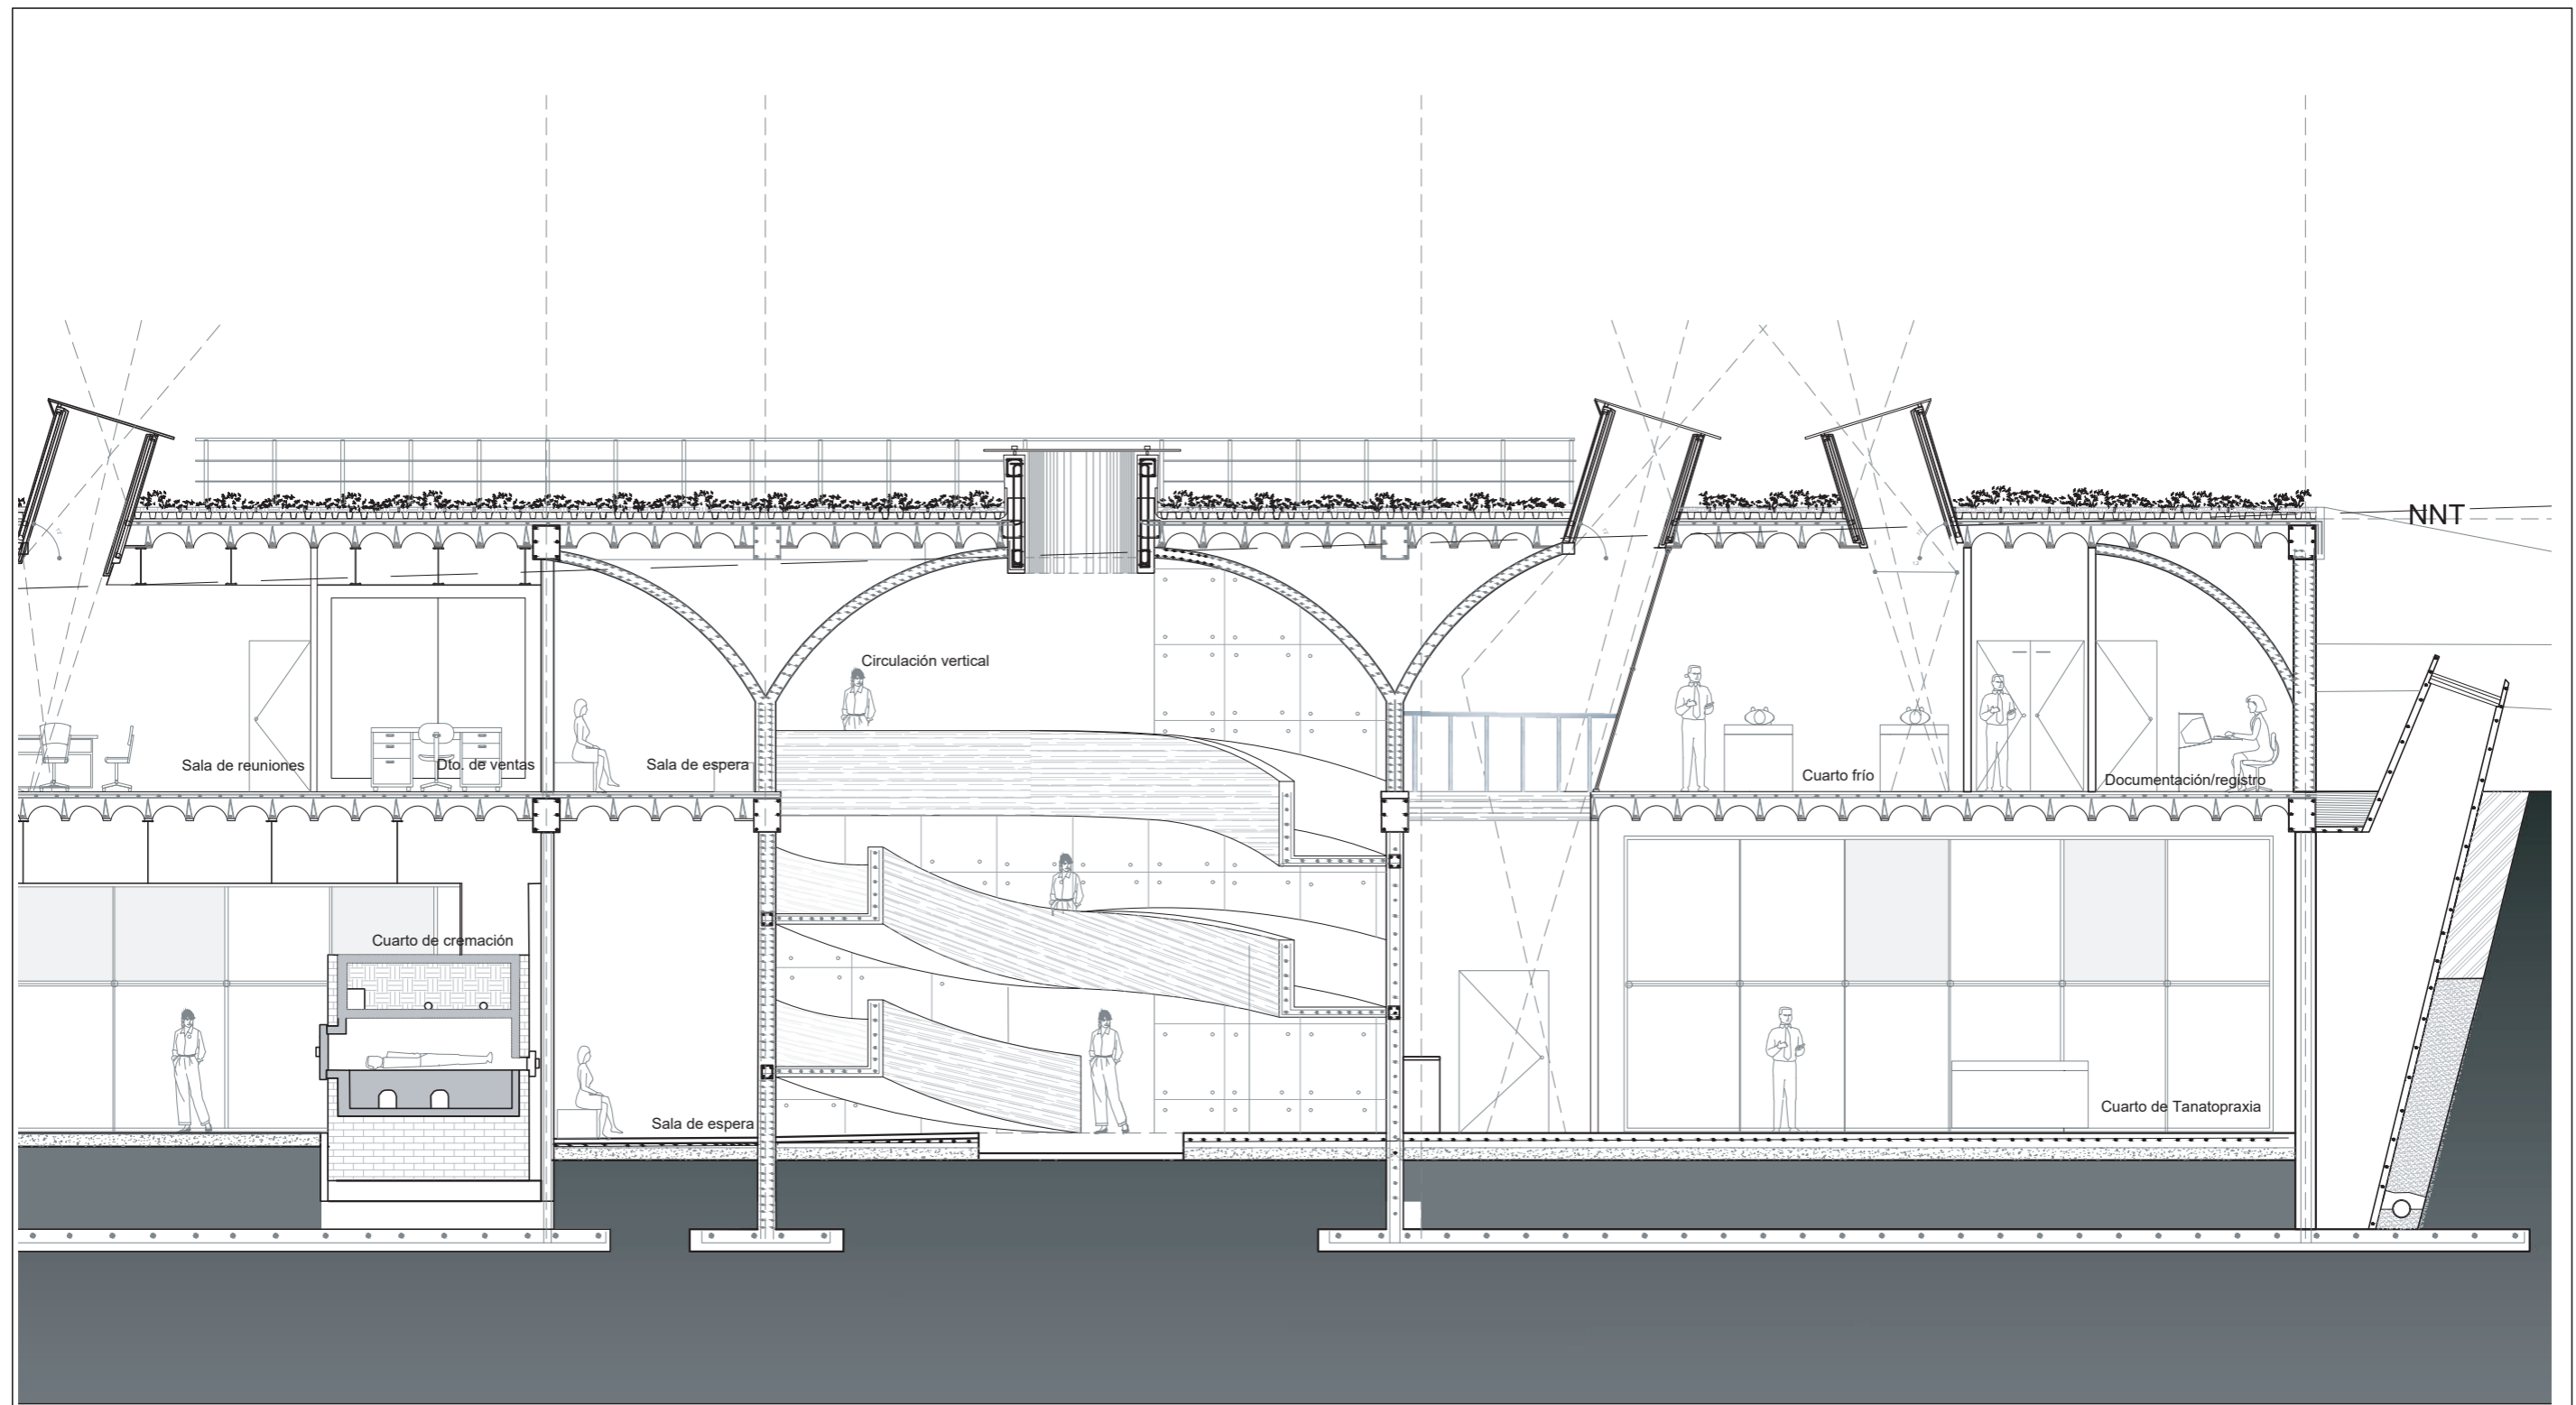 NNT
Circulación vertical
Sala de reuniones
Dto. de ventas
Sala de espera
Cuarto frío
Documentación/registro
Cuarto de cremación
Sala de espera
Cuarto de Tanatopraxia